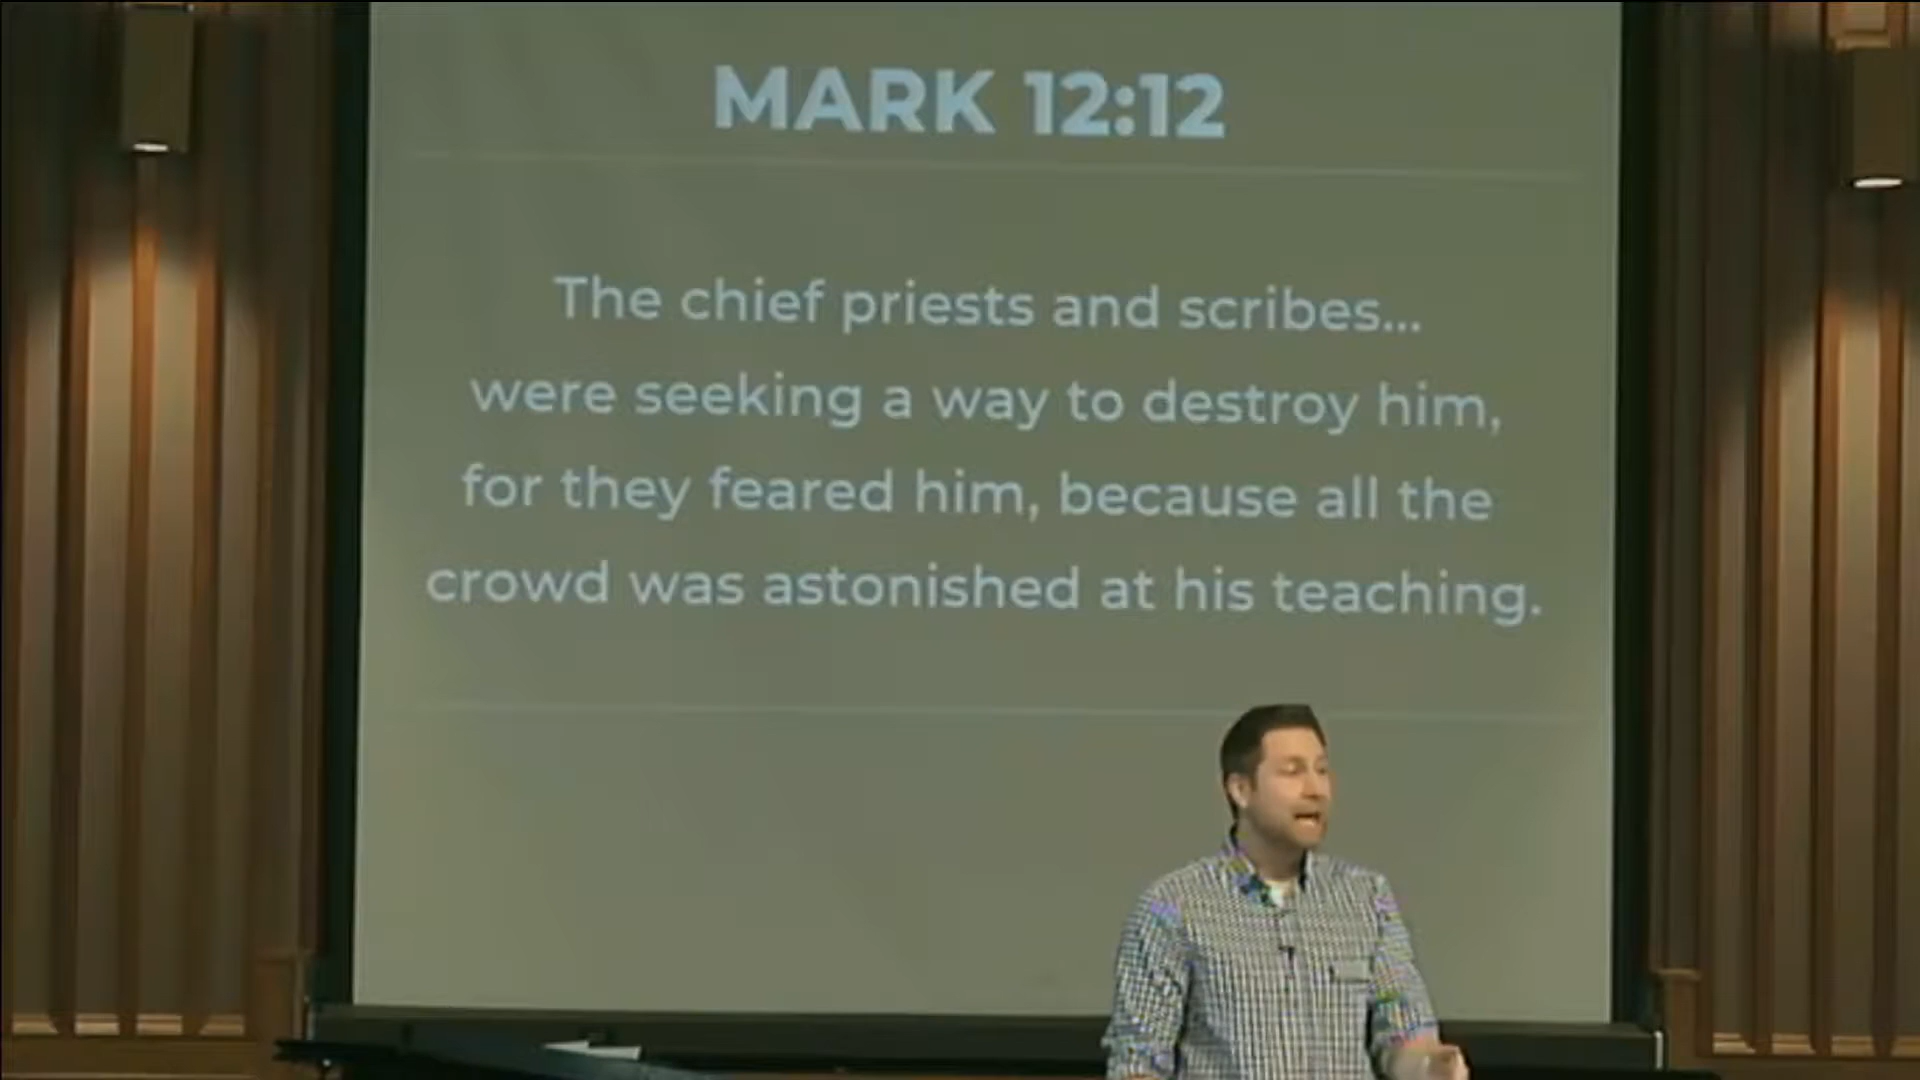 MARK 12:12
The chief priests and scribes...
were seeking a way to destroy him,
for they feared him, because all the
crowd was astonished at his teaching.